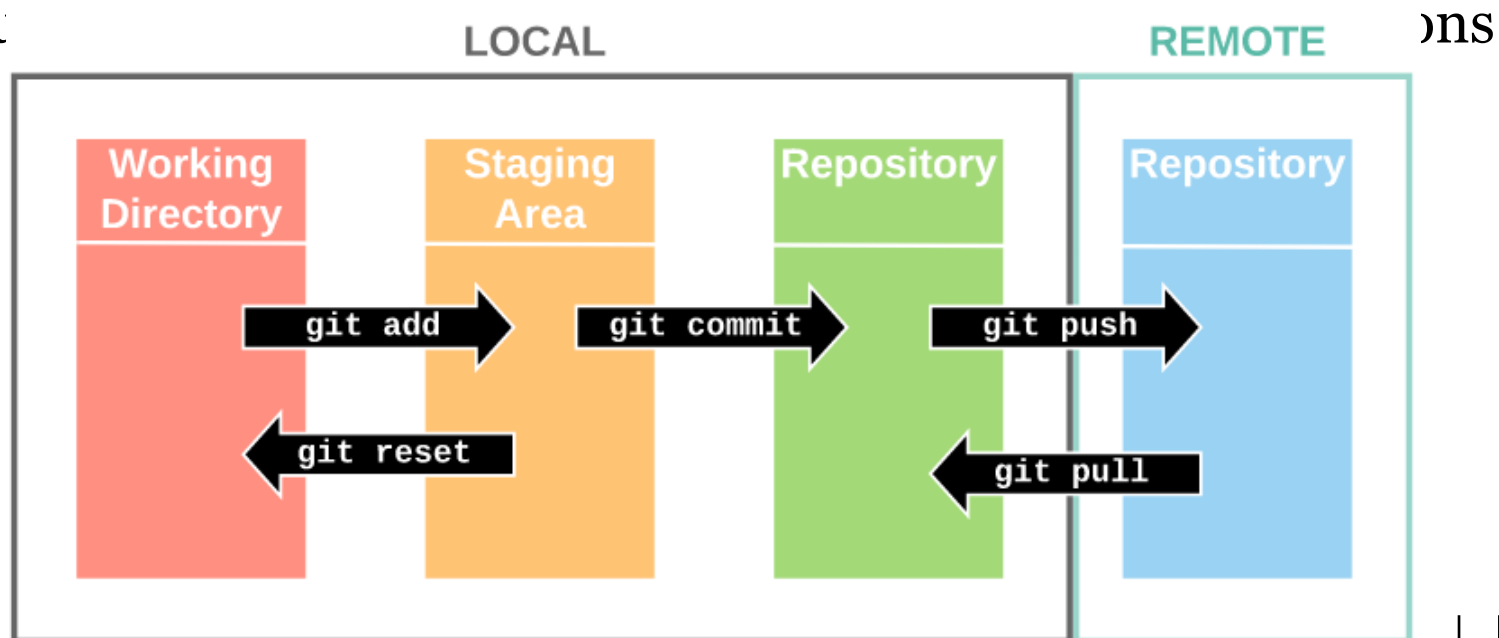 LOCAL
REMOTE
Working
Directory
Staging
Area
Repository
Repository
git add
git commit
git push
git reset
git pull